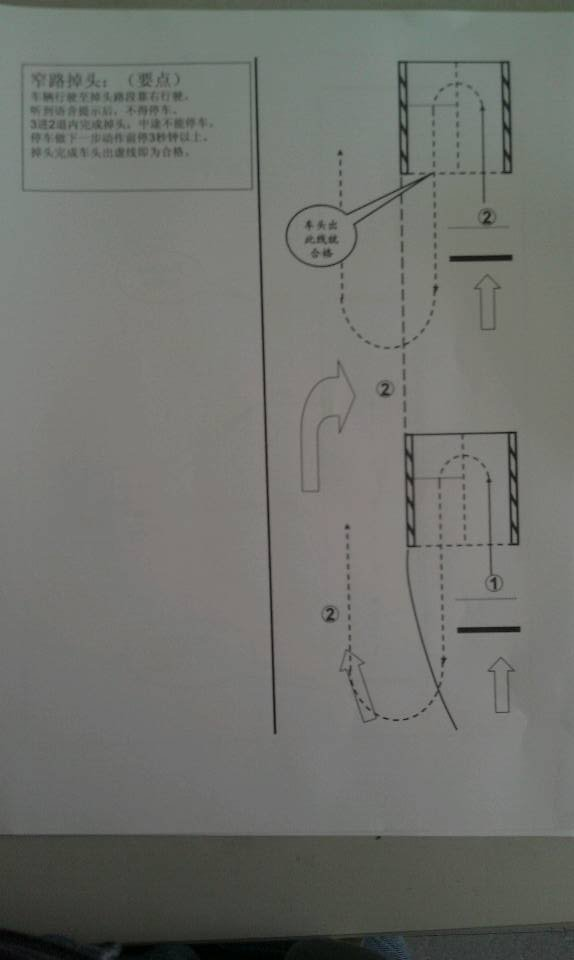 窄路掉头：（要点）
车辆行驶至掉头路段靠右行驶。
听到语音提示后，不得停车。
3进2退内完成掉头，中途不能停车。
停车做下一步动作前停3秒钟以上。
掉头完成车头出虚线即为合格。
②
车头出
此线就
合格
②
①
②